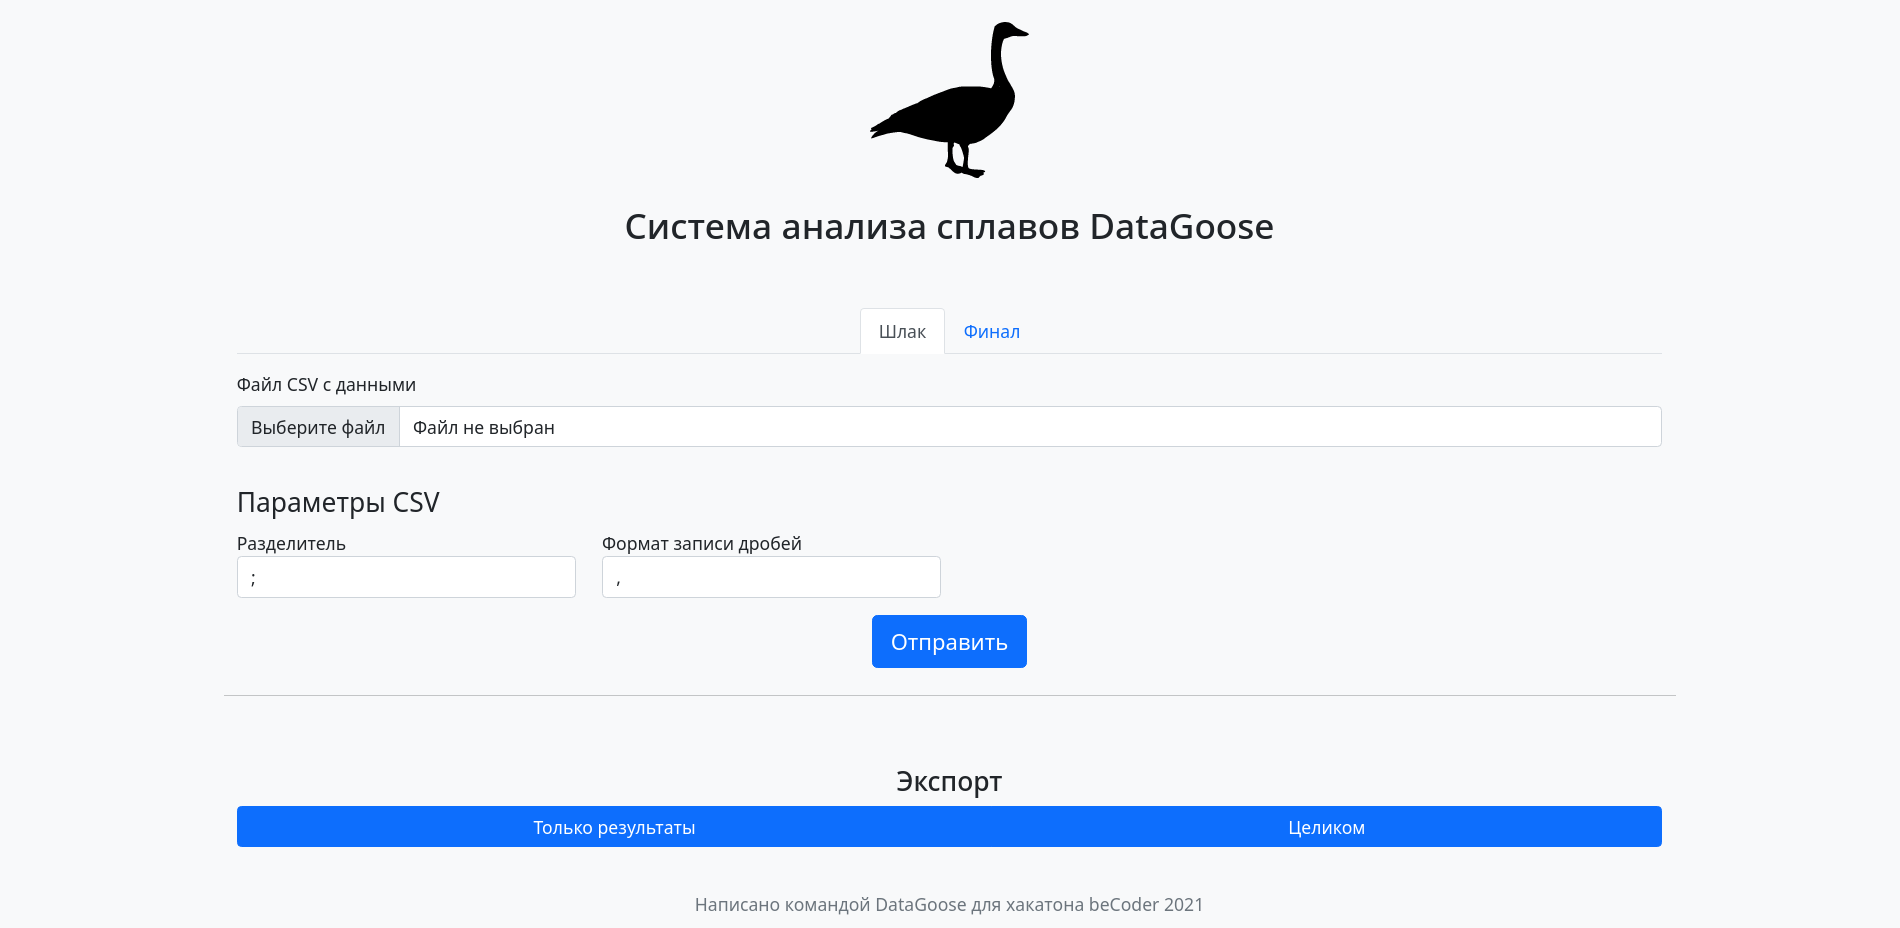 Система анализа сплавов DataGoose
Шлак Финал
Файл CSV с данными
Выберите файл Файл не выбран
Параметры CSV
Разделитель Формат записи дробей
; ,
Отправить
Экспорт
Только результаты Целиком
Написано командой DataGoose для хакатона beCoder 2021